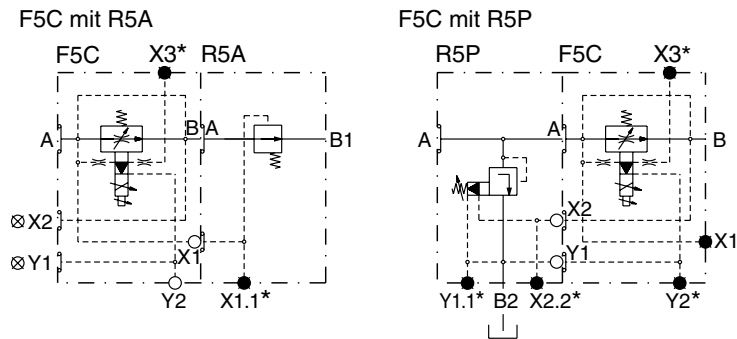 F5C mit R5A
F5C mit R5P
F5C
X3*
R5A
R5P
F5C
X3*
A
B
A
B1
A
A
B
X2
X2
X1
X1
Y1
Y1
Y2
X1.1*
Y1.1*
B2
X2.2*
Y2*